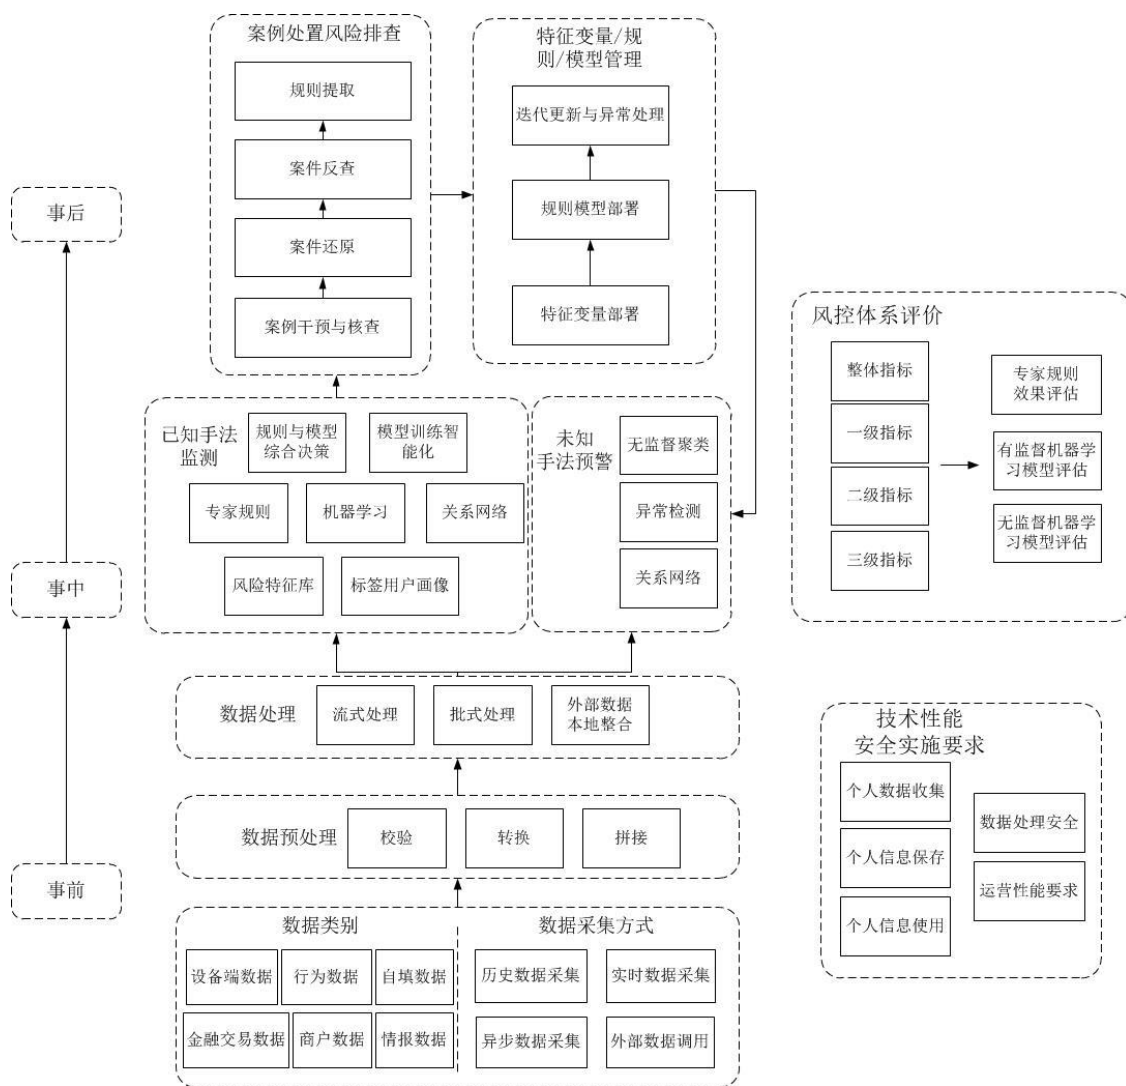 案例处置风险排查
规则提取
案件反查
案件还原
案例干预与核查
特征变量/规
则/模型管理
迭代更新与异常处理
规则模型部署
特征变量部署
事后
事中
事前
已知手法
监测
规则与模型
综合决策
模型训练智
能化
专家规则
机器学习
关系网络
风险特征库
标签用户画像
未知
手法预警
无监督聚类
异常检测
关系网络
数据处理
流式处理
批式处理
外部数据
本地整合
数据预处理
校验
转换
拼接
数据类别
设备端数据
行为数据
自填数据
金融交易数据
商户数据
情报数据
数据采集方式
历史数据采集
实时数据采集
异步数据采集
外部数据调用
风控体系评价
整体指标
一级指标
二级指标
三级指标
专家规则
效果评估
有监督机器学
习模型评估
无监督机器学
习模型评估
技术性能
安全实施要求
个人数据收集
个人信息保存
个人信息使用
数据处理安全
运营性能要求